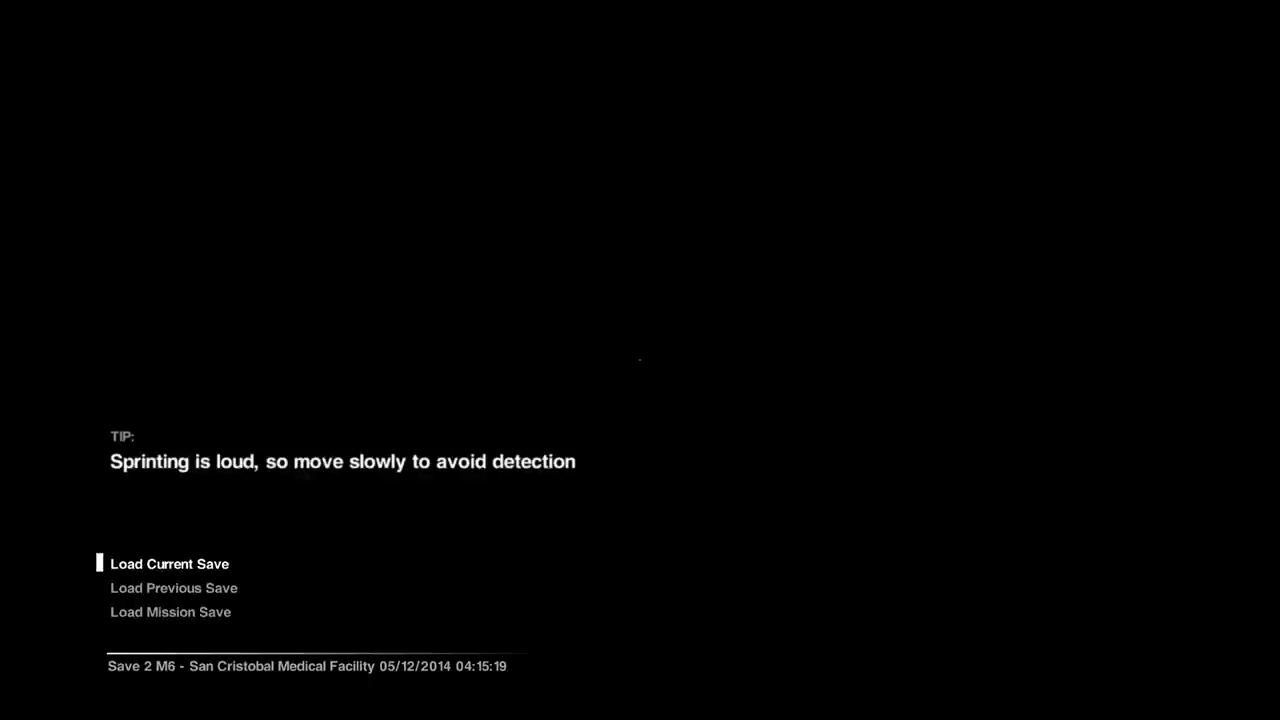 TIP:
Sprinting is loud, so move slowly to avoid detection
Load Current Save
Load Previous Save
Load Mission Save
Save 2 M6 - San Cristobal Medical Facility 05/12/2014 04:15:19